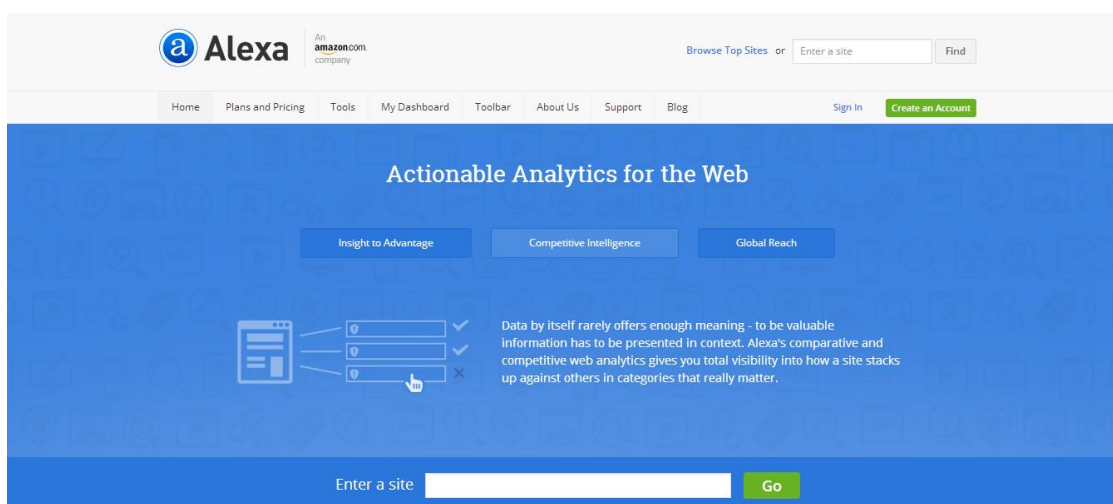 a Alexa
An
amazon.com
company
Browse Top Sites or Enter a site Find
Home Plans and Pricing Tools My Dashboard Toolbar About Us Support Blog Sign In Create an Account
Actionable Analytics for the Web
Insight to Advantage Competitive Intelligence Global Reach
Data by itself rarely offers enough meaning - to be valuable
information has to be presented in context. Alexa's comparative and
competitive web analytics gives you total visibility into how a site stacks
up against others in categories that really matter.
Enter a site Go